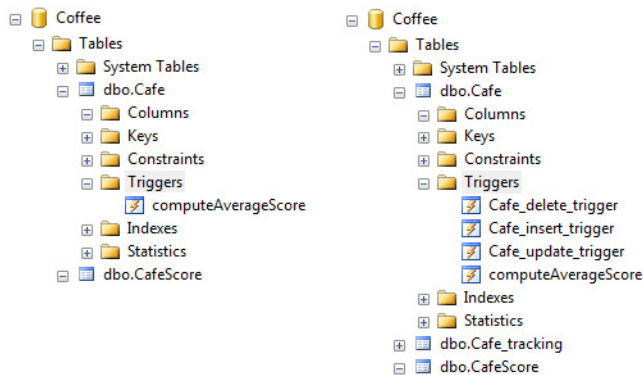 Coffee
Tables
System Tables
dbo.Cafe
Columns
Keys
Constraints
Triggers
computeAverageScore
Indexes
Statistics
dbo.CafeScore
Coffee
Tables
System Tables
dbo.Cafe
Columns
Keys
Constraints
Triggers
Cafe_delete_trigger
Cafe_insert_trigger
Cafe_update_trigger
computeAverageScore
Indexes
Statistics
dbo.Cafe_tracking
dbo.CafeScore